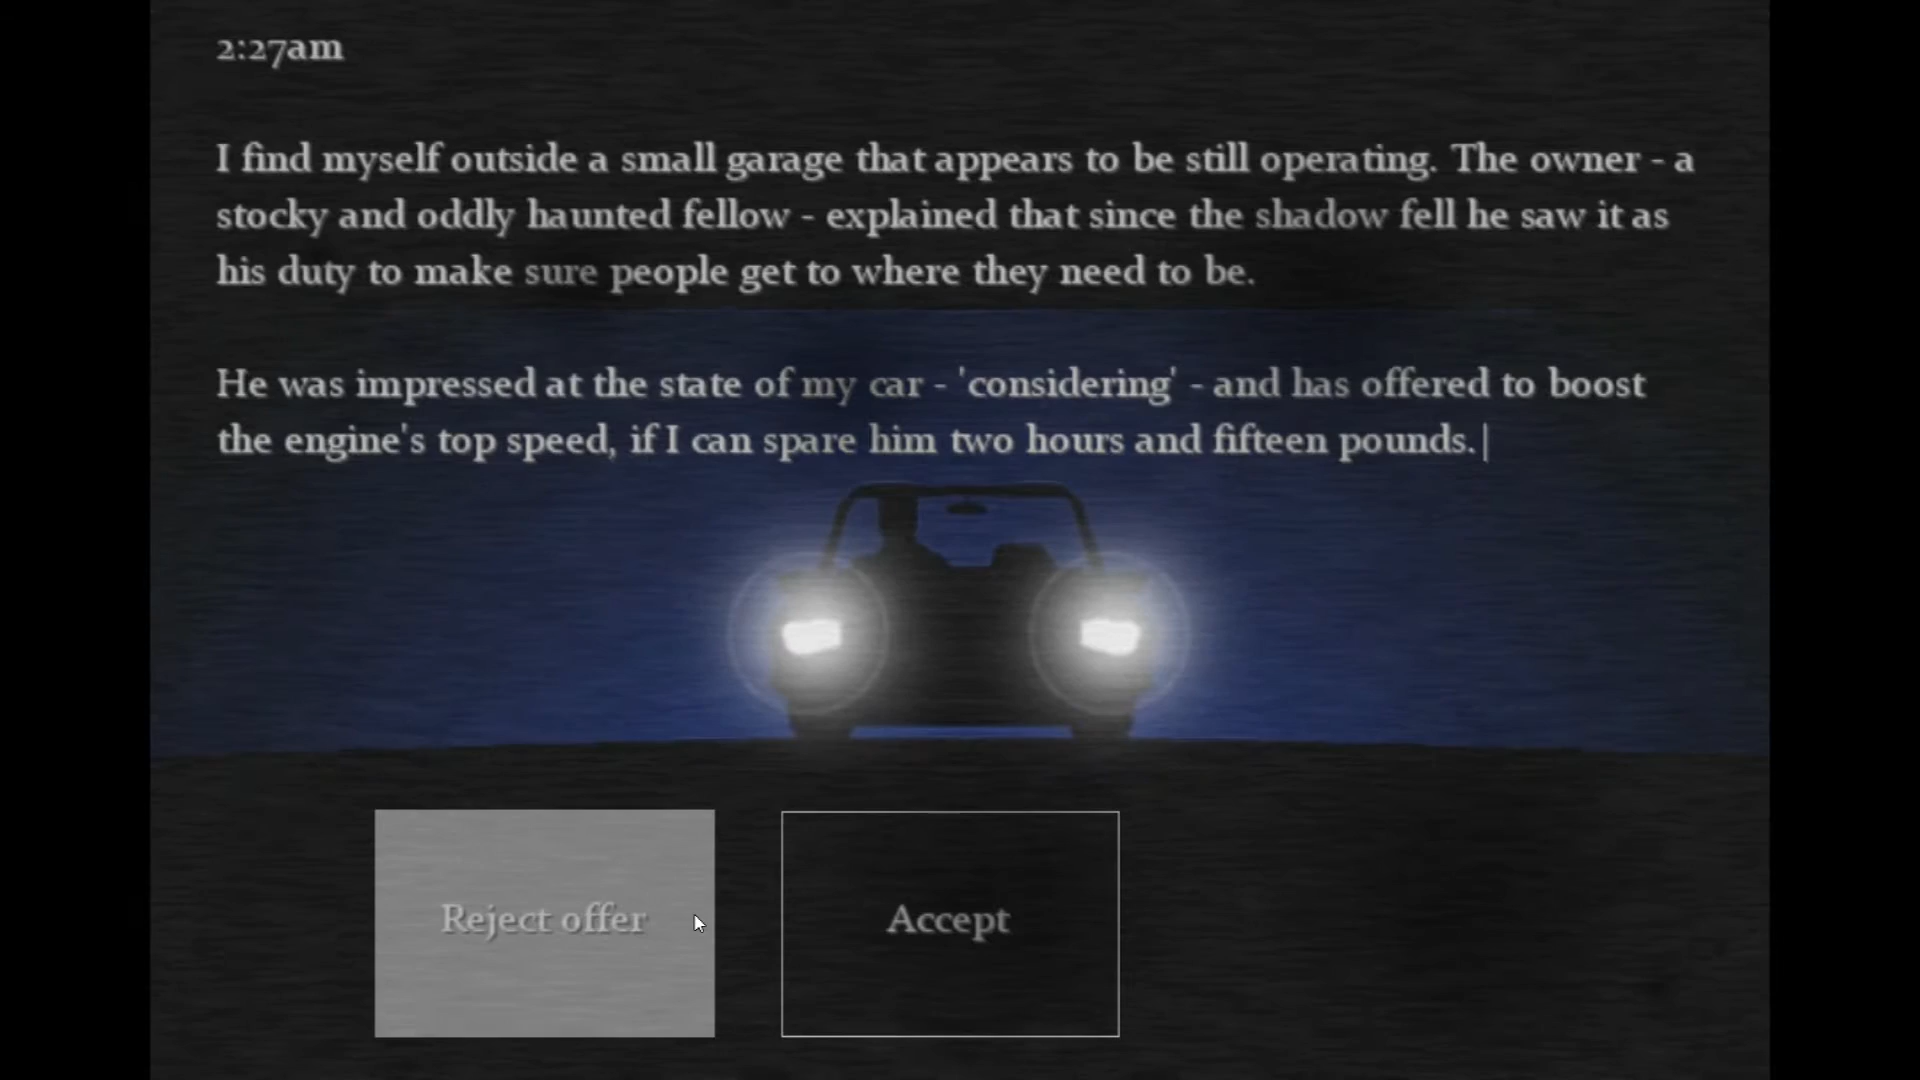 2:27am
I find myself outside a small garage that appears to be still operating. The owner - a
stocky and oddly haunted fellow - explained that since the shadow fell he saw it as
his duty to make sure people get to where they need to be.
He was impressed at the state of my car - 'considering' - and has offered to boost
the engine's top speed, if I can spare him two hours and fifteen pounds.|
Reject offer
Accept